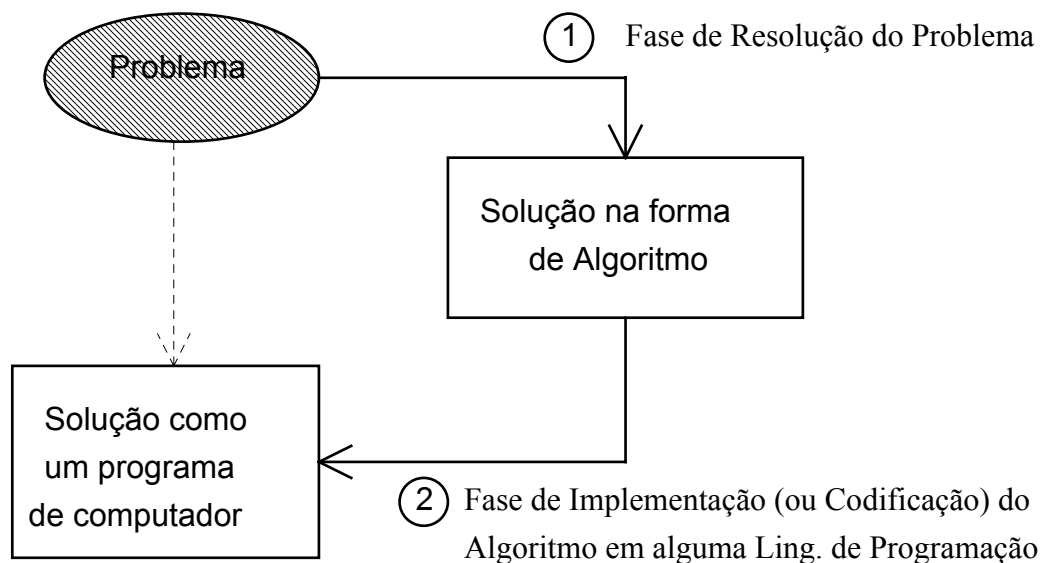 1 Fase de Resolução do Problema
Problema
Solução na forma
de Algoritmo
Solução como
um programa
de computador
2 Fase de Implementação (ou Codificação) do
Algoritmo em alguma Ling. de Programação